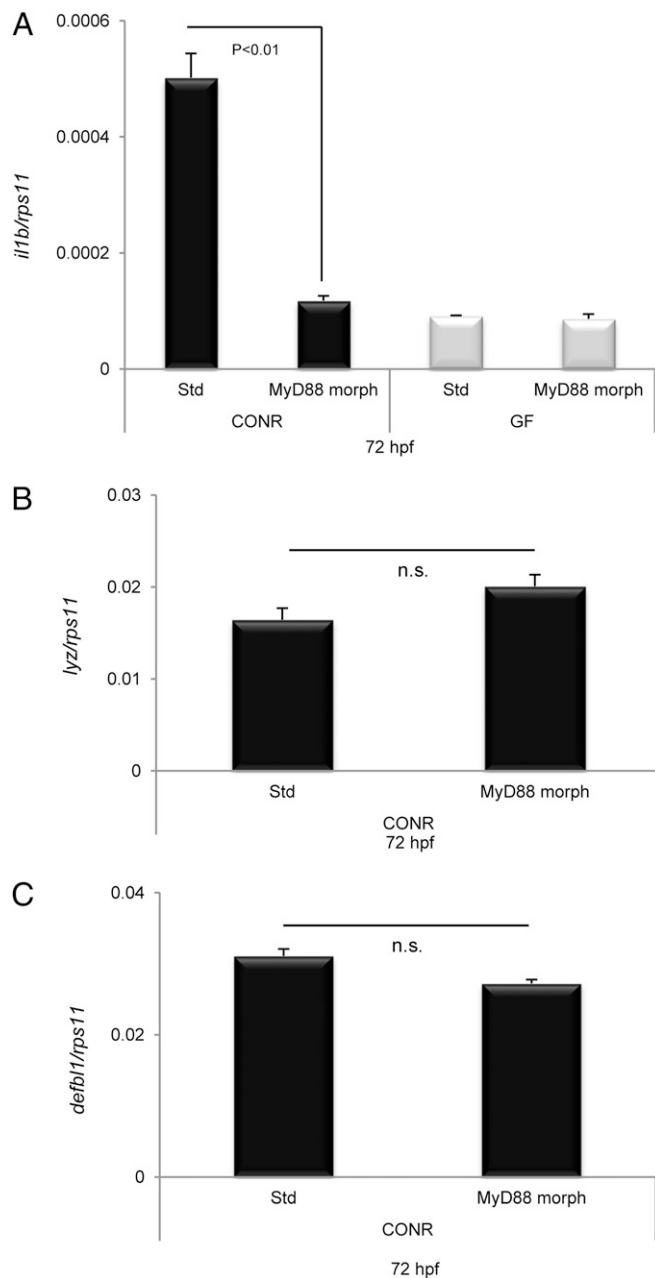 A
0.0006
P<0.01
0.0004
il1b/rps11
0.0002
0
Std MyD88 morph Std MyD88 morph
CONR GF
72 hpf
B
0.03
n.s.
0.02
lyz/rps11
0.01
0
Std MyD88 morph
CONR
72 hpf
C
0.04
n.s.
defbl1/rps11
0.02
0
Std MyD88 morph
CONR
72 hpf